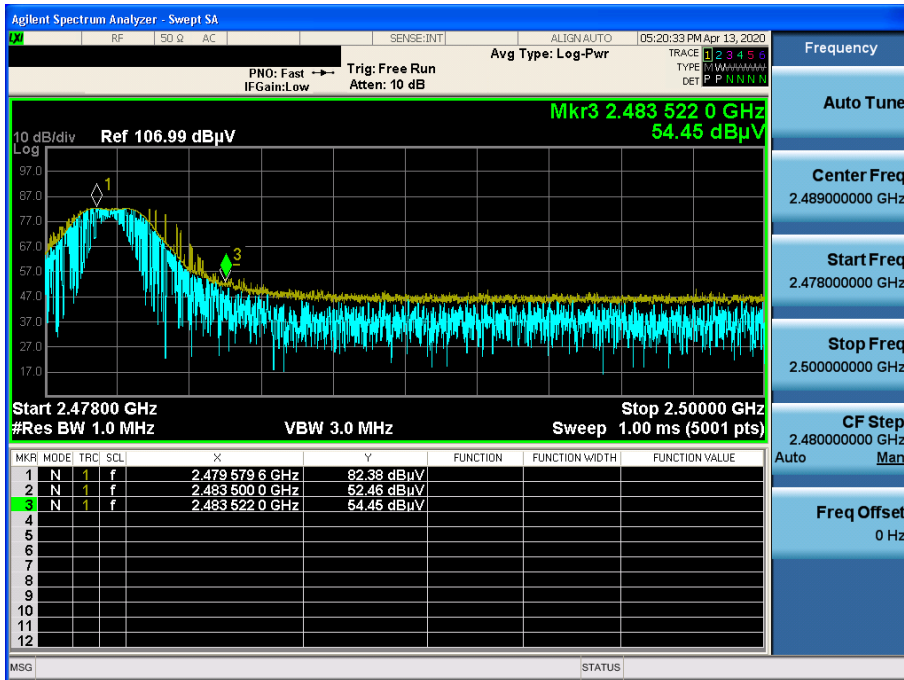 Agilent Spectrum Analyzer - Swept SA
LXI RF 50 Ω AC SENSE:INT ALIGN AUTO 05:20:33 PM Apr 13, 2020
Frequency
Avg Type: Log-Pwr
TRACE 1 2 3 4 5 6
PNO: Fast Trig: Free Run
TYPE M W W W W W
IFGain:Low Atten: 10 dB
DET P P N N N N
Auto Tune
Mkr3 2.483 522 0 GHz
54.45 dBµV
10 dB/div Ref 106.99 dBµV
Log
97.0
87.0
77.0
67.0
57.0
47.0
37.0
27.0
17.0
1
3
Center Freq
2.489000000 GHz
Start Freq
2.478000000 GHz
Stop Freq
2.500000000 GHz
Start 2.47800 GHz Stop 2.50000 GHz
#Res BW 1.0 MHz VBW 3.0 MHz Sweep 1.00 ms (5001 pts)
CF Step
2.480000000 GHz
Auto Man
MKR MODE TRC SCL X Y FUNCTION FUNCTION WIDTH FUNCTION VALUE
1 N 1 f 2.479 579 6 GHz 82.38 dBµV
2 N 1 f 2.483 500 0 GHz 52.46 dBµV
3 N 1 f 2.483 522 0 GHz 54.45 dBµV
4
5
6
7
8
9
10
11
12
Freq Offset
0 Hz
MSG STATUS